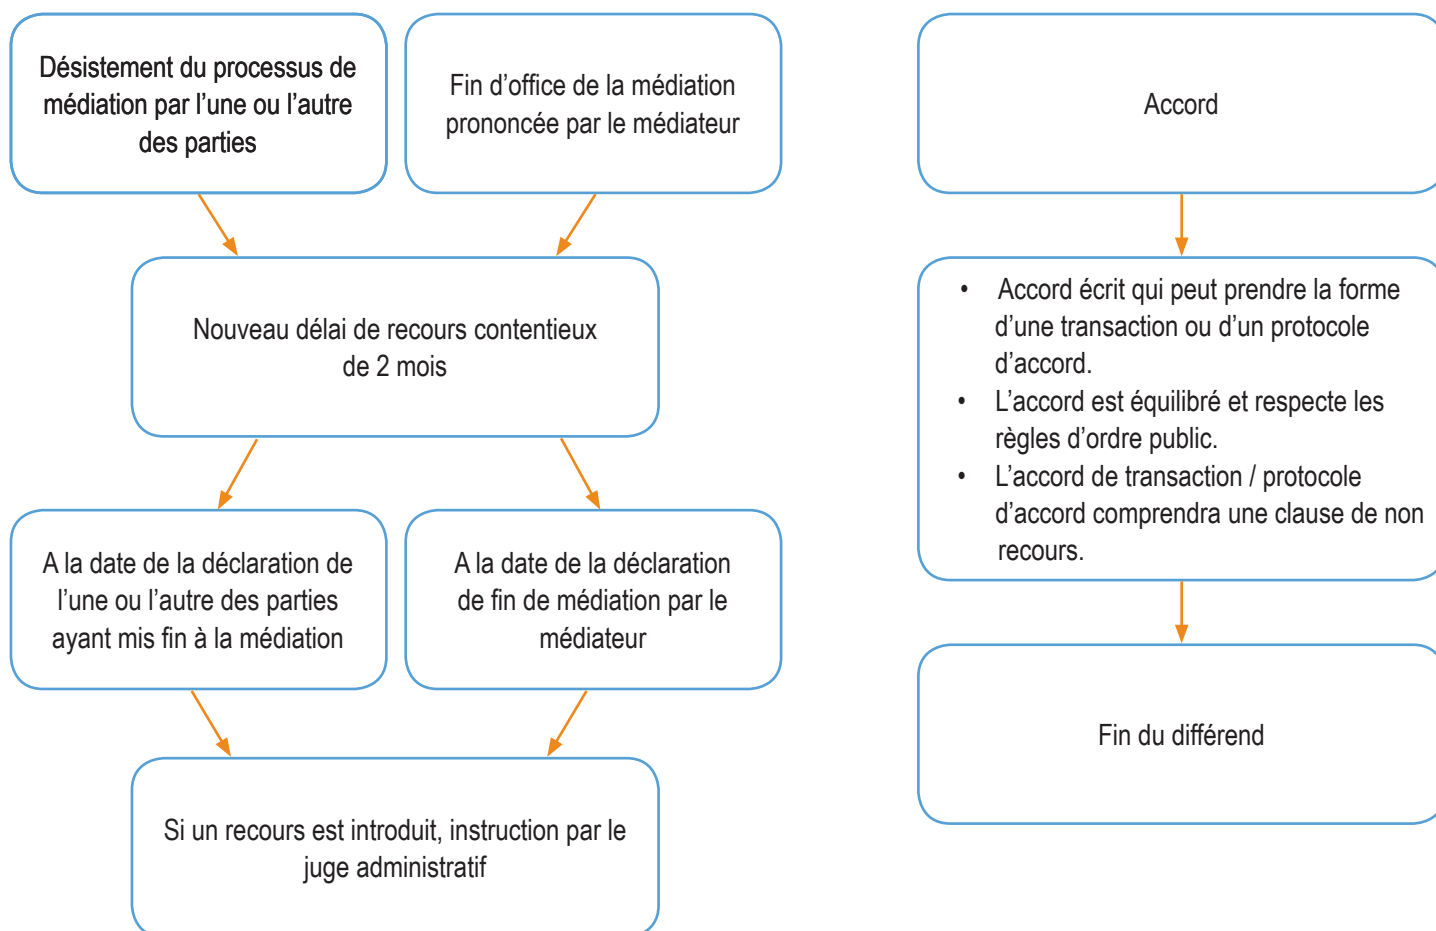 Désistement du processus de
médiation par l’une ou l’autre
des parties
Fin d’office de la médiation
prononcée par le médiateur
Nouveau délai de recours contentieux
de 2 mois
A la date de la déclaration de
l’une ou l’autre des parties
ayant mis fin à la médiation
A la date de la déclaration
de fin de médiation par le
médiateur
Si un recours est introduit, instruction par le
juge administratif
Accord
• Accord écrit qui peut prendre la forme
d’une transaction ou d’un protocole
d’accord.
• L’accord est équilibré et respecte les
règles d’ordre public.
• L’accord de transaction / protocole
d’accord comprendra une clause de non
recours.
Fin du différend